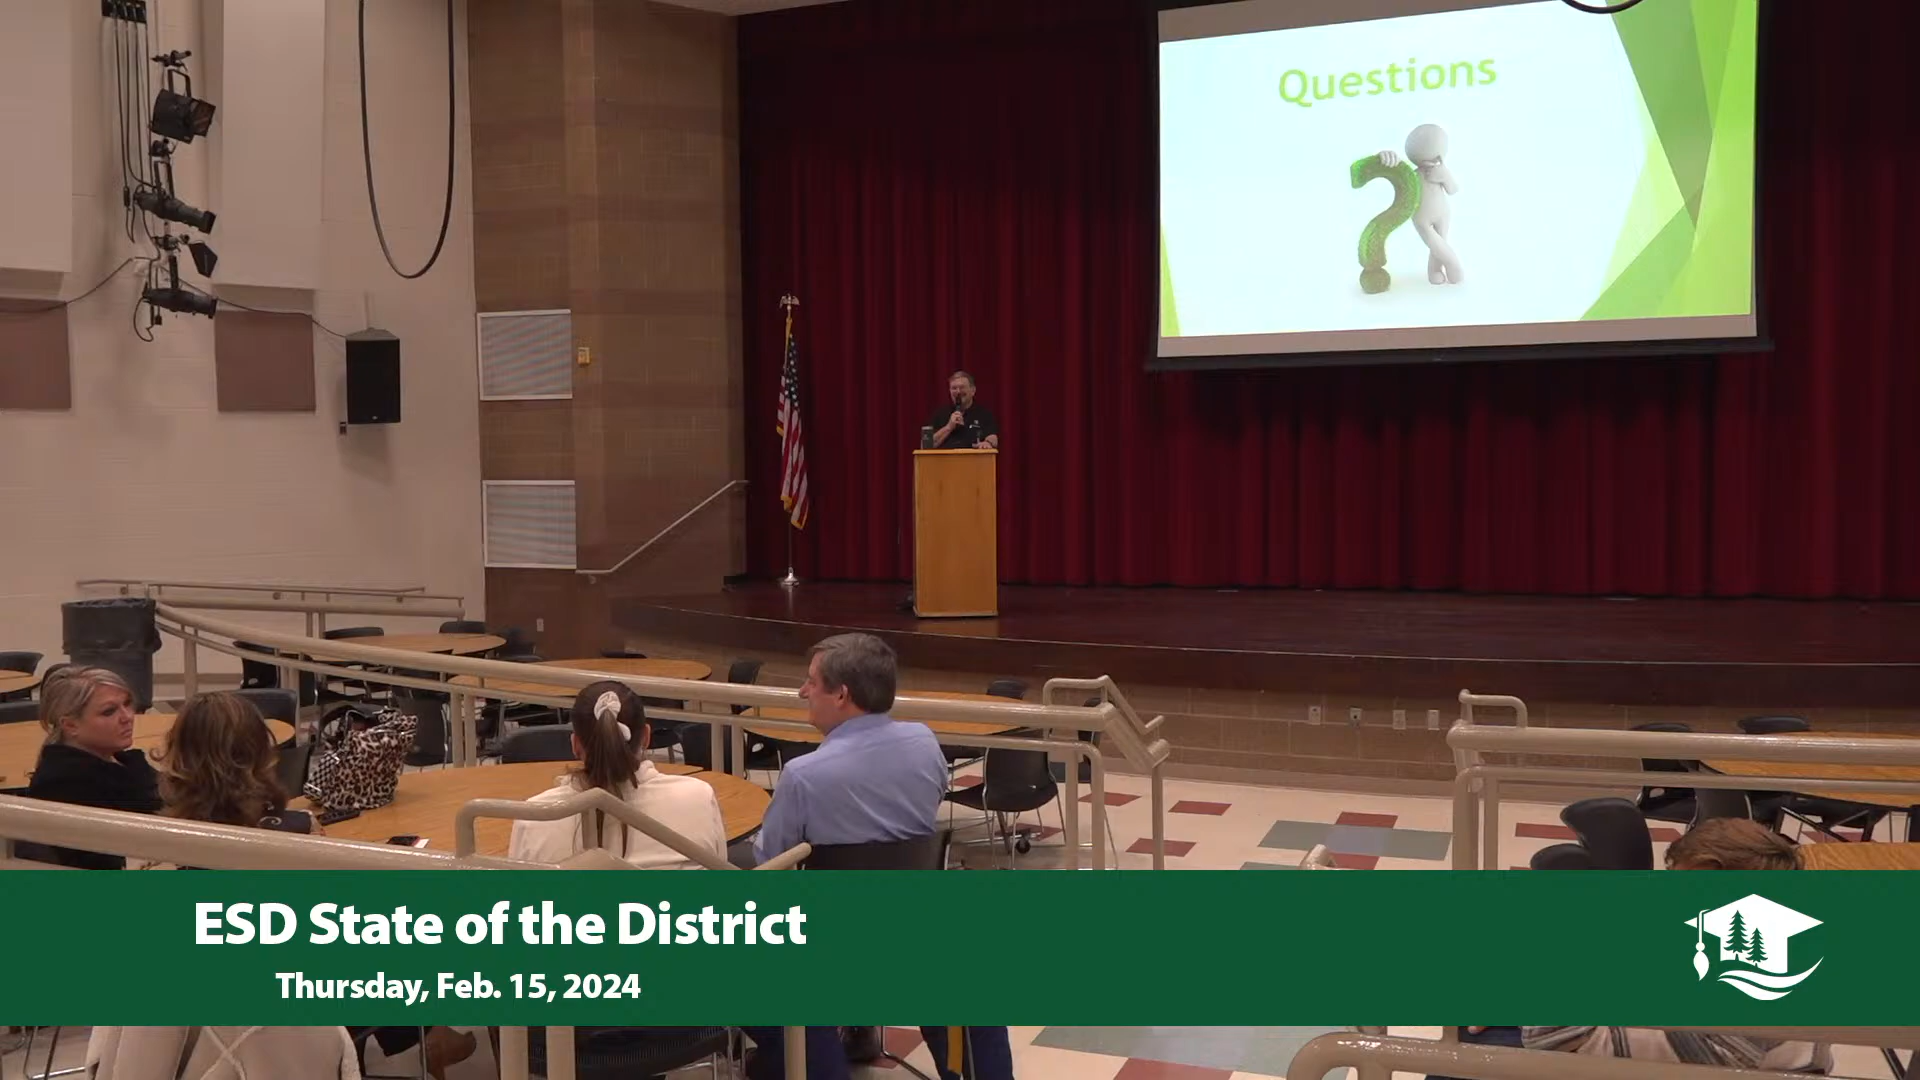 Questions
?
ESD State of the District
Thursday, Feb. 15, 2024